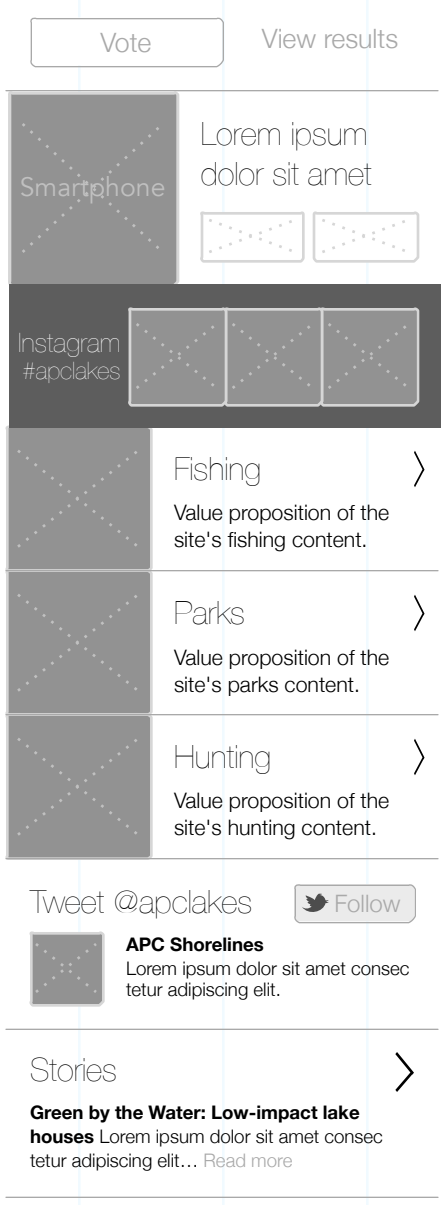 Vote
View results
Smartphone
Lorem ipsum
dolor sit amet
Instagram
#apclakes
Fishing
Value proposition of the
site's fishing content.
Parks
Value proposition of the
site's parks content.
Hunting
Value proposition of the
site's hunting content.
Tweet @apclakes
Follow
APC Shorelines
Lorem ipsum dolor sit amet consec
tetur adipiscing elit.
Stories
Green by the Water: Low-impact lake
houses Lorem ipsum dolor sit amet consec
tetur adipiscing elit… Read more